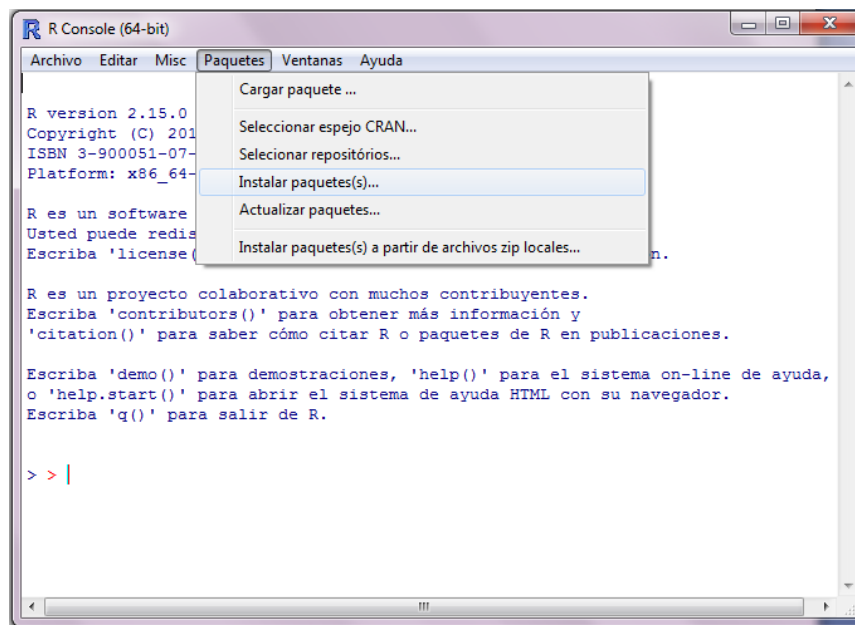 R Console (64-bit)
Archivo Editar Misc Paquetes Ventanas Ayuda
Cargar paquete ...
Seleccionar espejo CRAN...
Selecionar repositórios...
Instalar paquetes(s)...
Actualizar paquetes...
Instalar paquetes(s) a partir de archivos zip locales...
R version 2.15.0
Copyright (C) 201
ISBN 3-900051-07-
Platform: x86_64-
R es un software
Usted puede redis
Escriba 'license( n.
R es un proyecto colaborativo con muchos contribuyentes.
Escriba 'contributors()' para obtener más información y
'citation()' para saber cómo citar R o paquetes de R en publicaciones.
Escriba 'demo()' para demostraciones, 'help()' para el sistema on-line de ayuda,
o 'help.start()' para abrir el sistema de ayuda HTML con su navegador.
Escriba 'q()' para salir de R.
> >